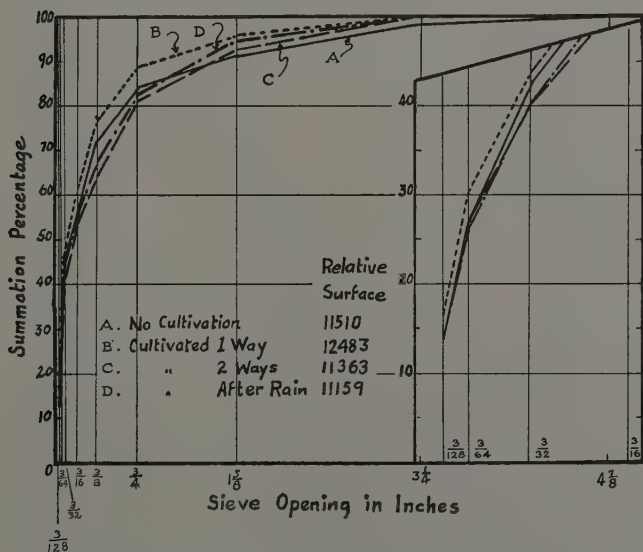 Summation Percentage
100
90
80
70
60
50
40
30
20
10
0
B
D
C
A
40
30
20
10
Relative
Surface
A. No Cultivation 11510
B. Cultivated 1 Way 12483
C. " 2 Ways 11363
D. " After Rain 11159
3/128
3/64
3/32
3/16
3/64
3/16
3/8
3/4
1 5/8
3 1/4
4 2/8
3/32
3/128
Sieve Opening in Inches